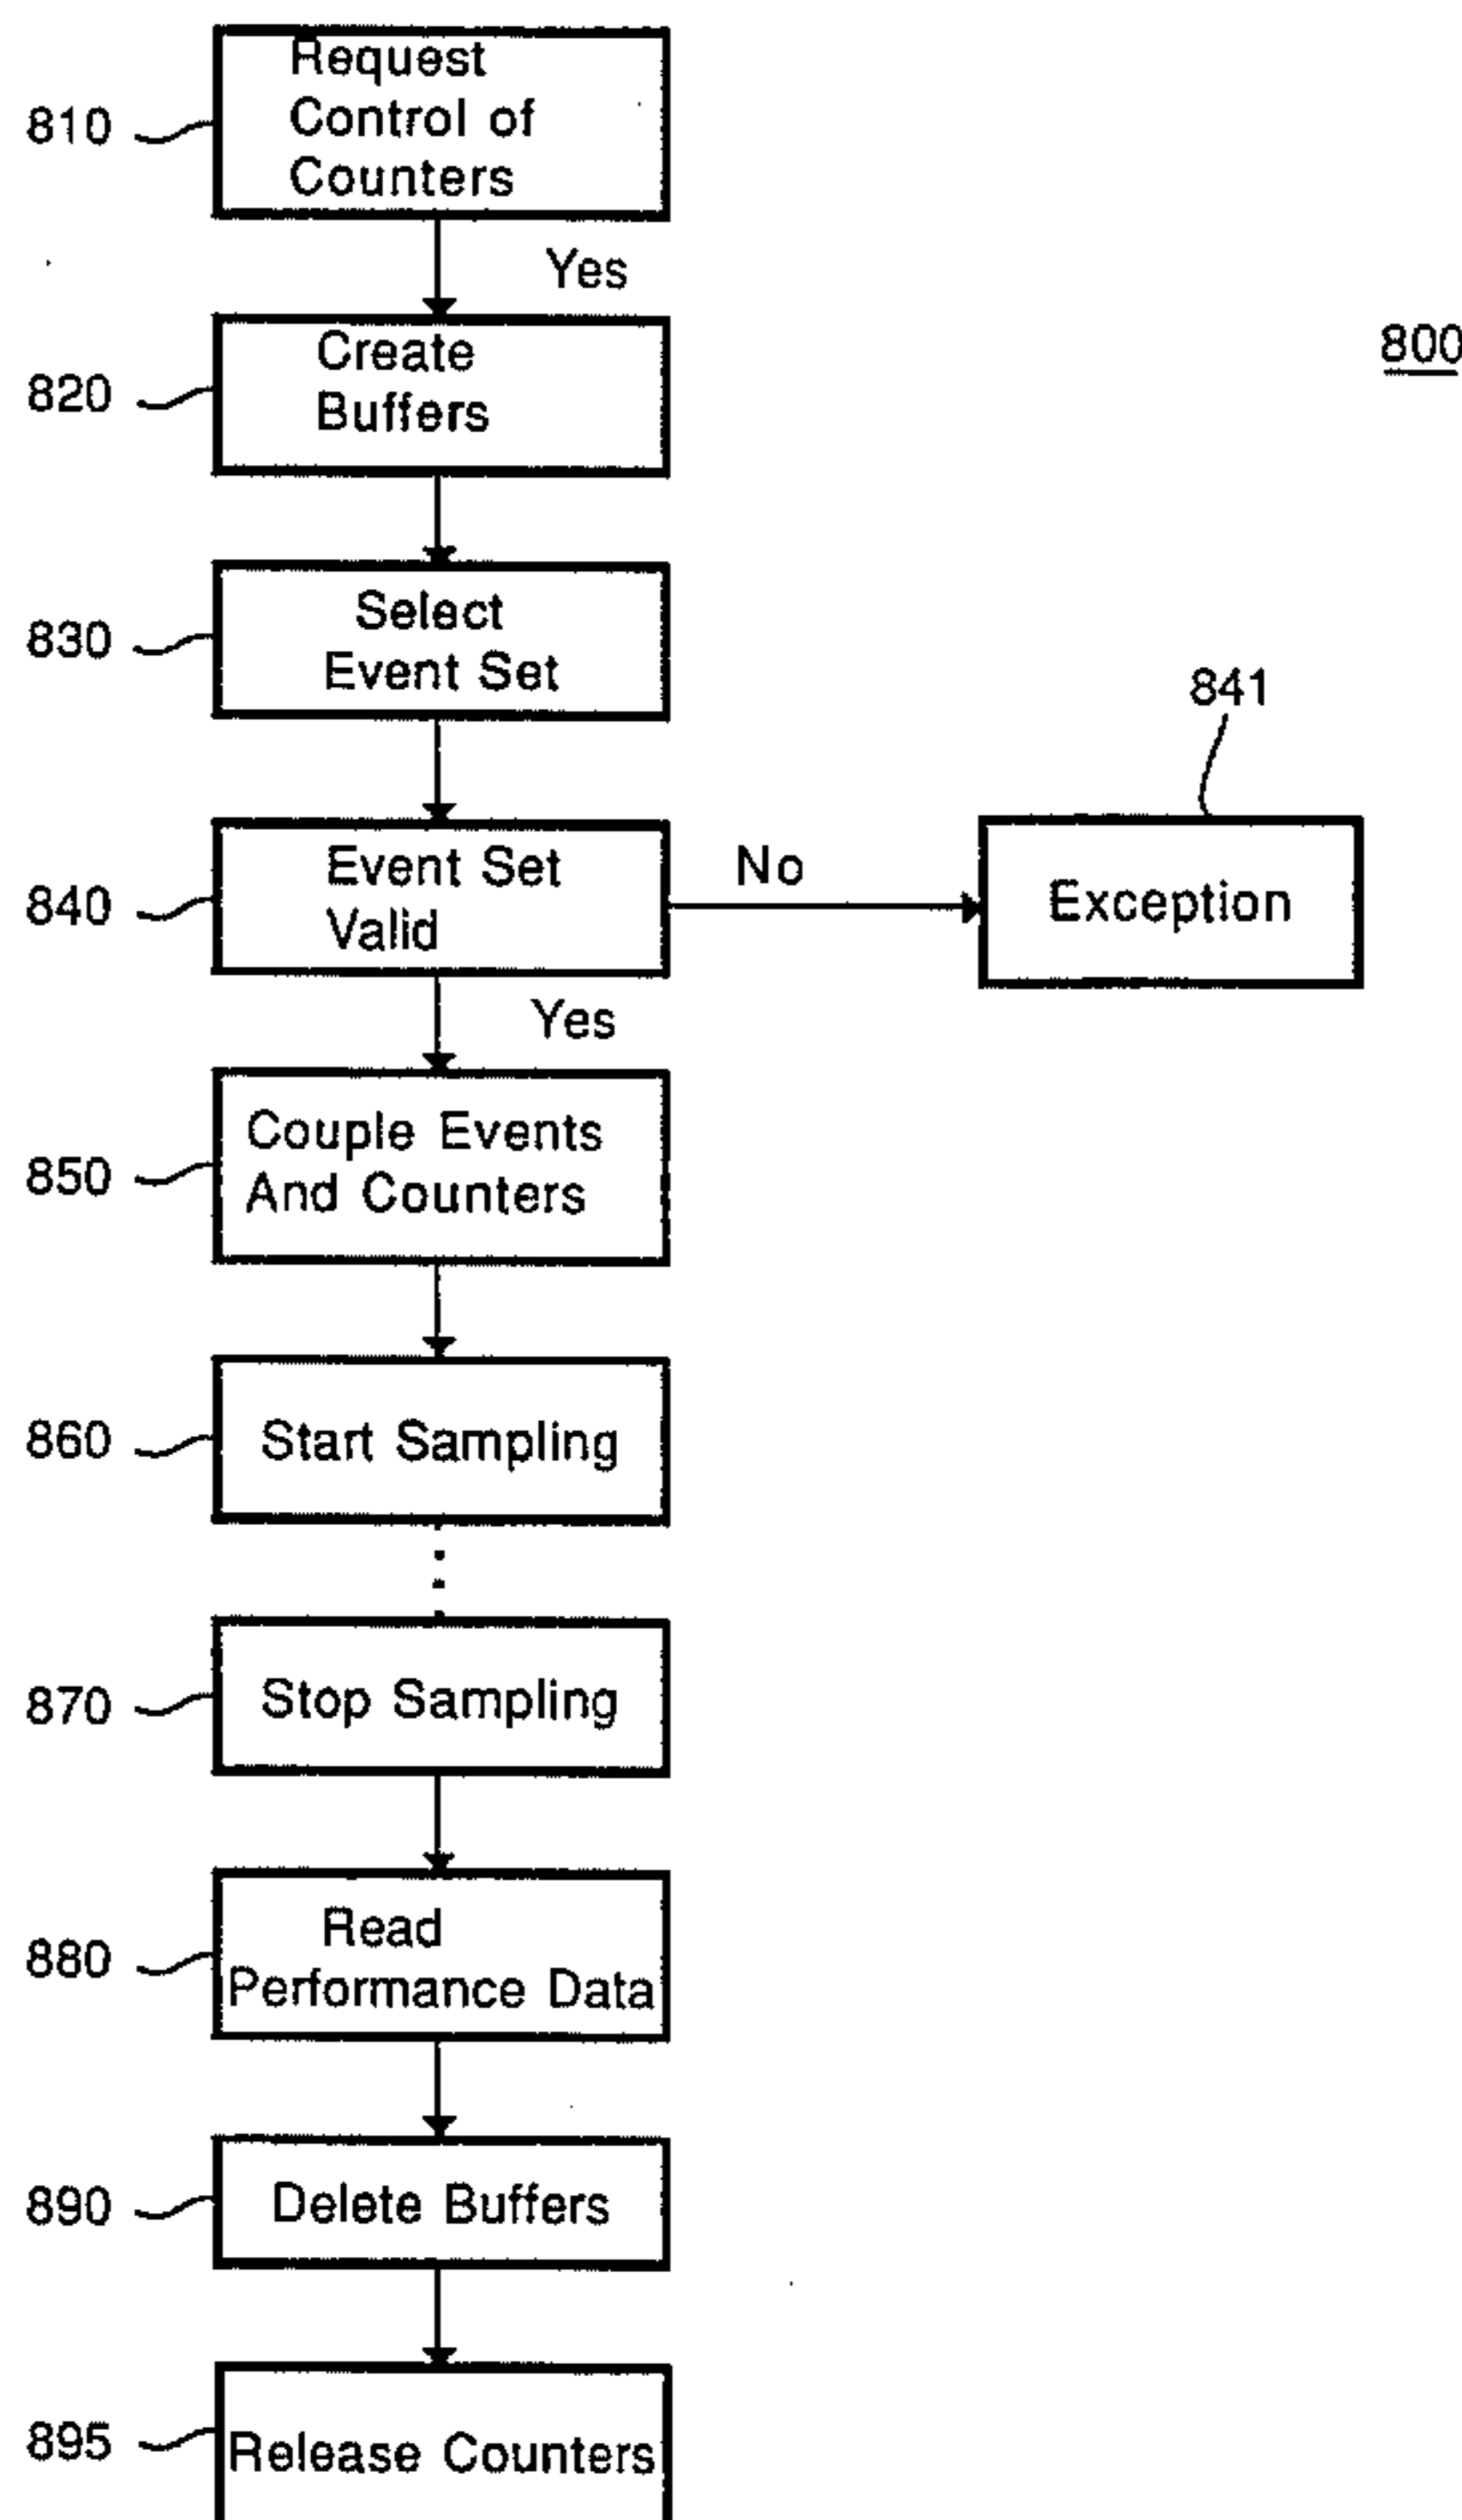 810
Request
Control of
Counters
Yes
820
Create
Buffers
800
830
Select
Event Set
841
840
Event Set
Valid
No
Exception
Yes
850
Couple Events
And Counters
860
Start Sampling
870
Stop Sampling
880
Read
Performance Data
890
Delete Buffers
895
Release Counters